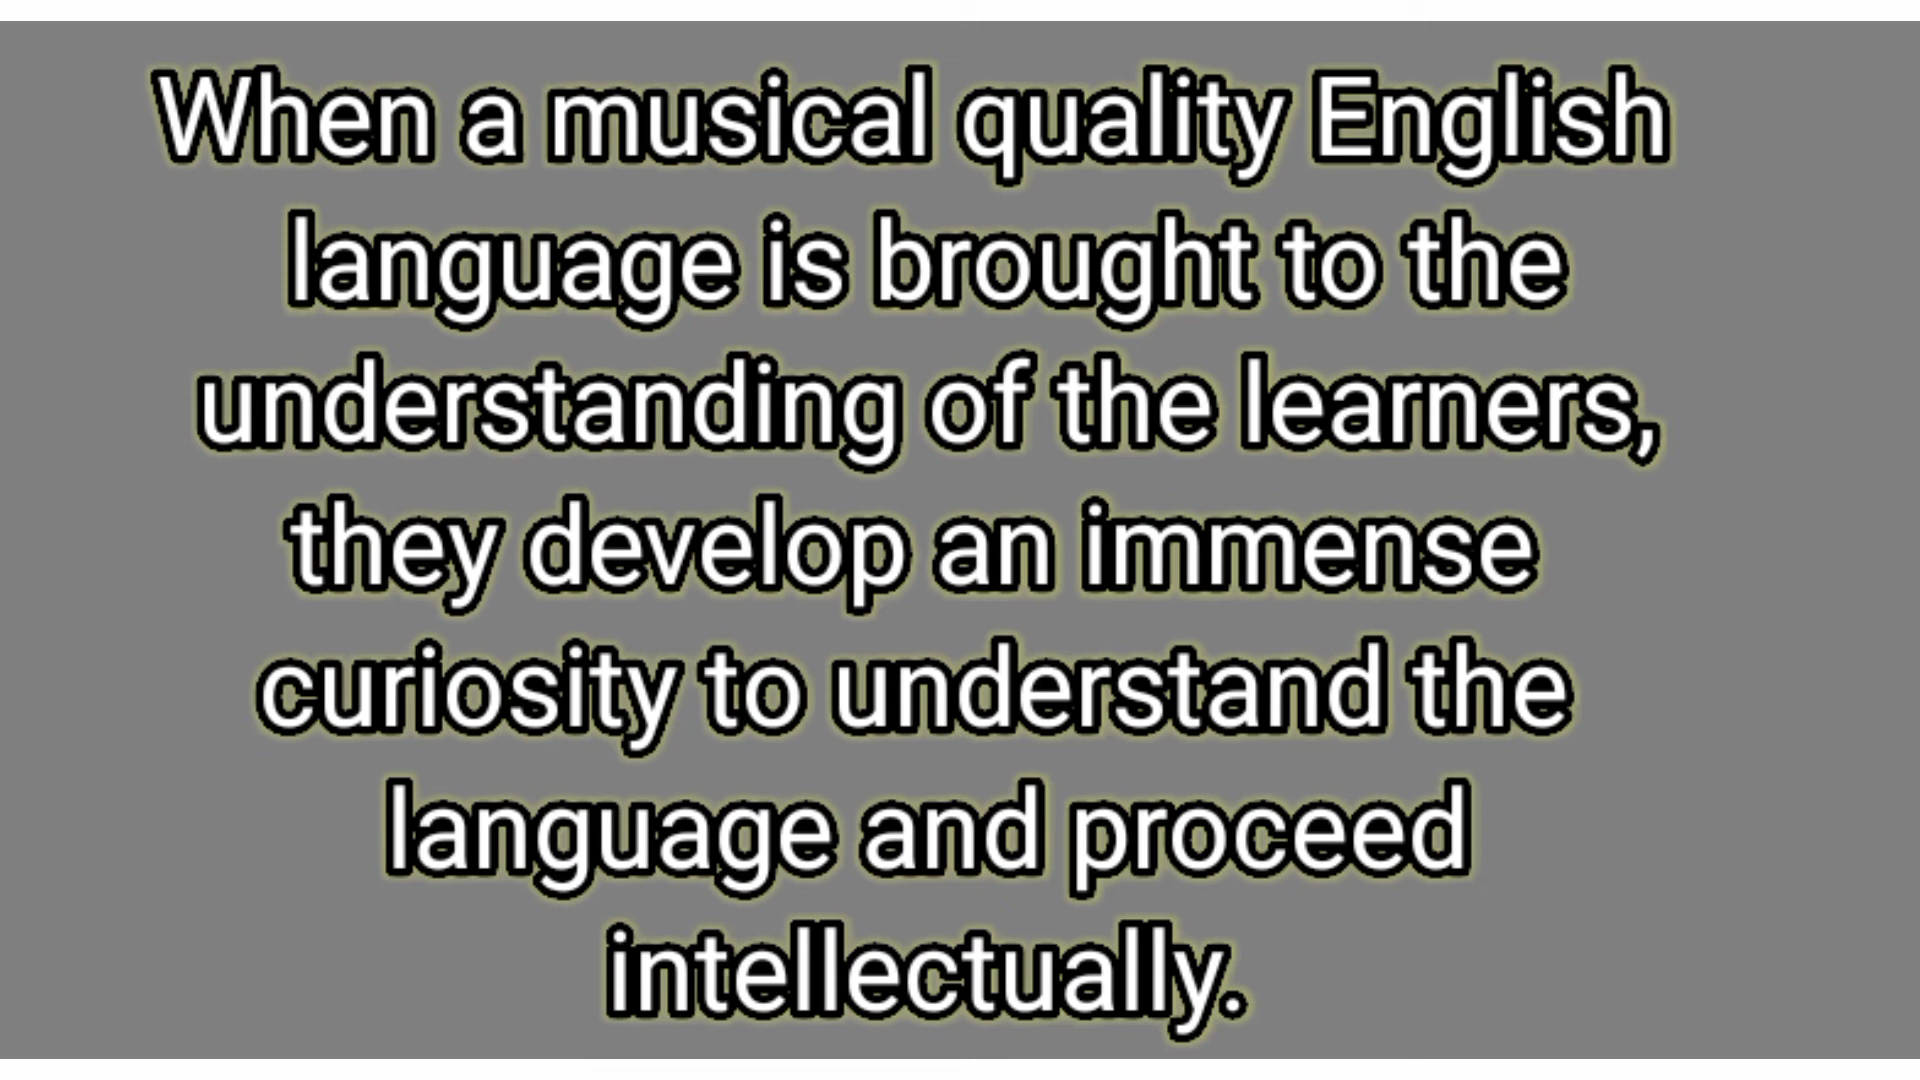 When a musical quality English
language is brought to the
understanding of the learners,
they develop an immense
curiosity to understand the
language and proceed
intellectually.